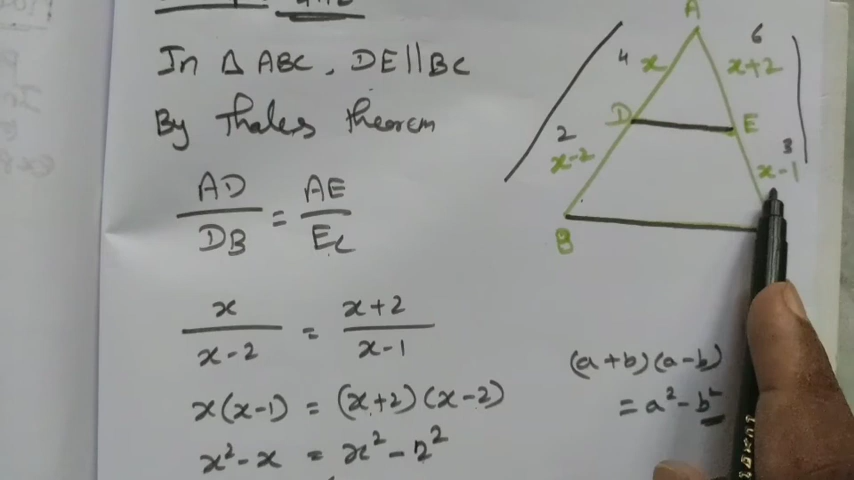 In Δ ABC, DE||BC
By Thales theorem
AD/DB = AE/EC
x/x-2 = x+2/x-1
x(x-1) = (x+2)(x-2)
x²-x = x²-2²
A
4 x
6
x+2
D
E
2
x-2
3
x-1
B
(a+b)(a-b)
= a²-b²